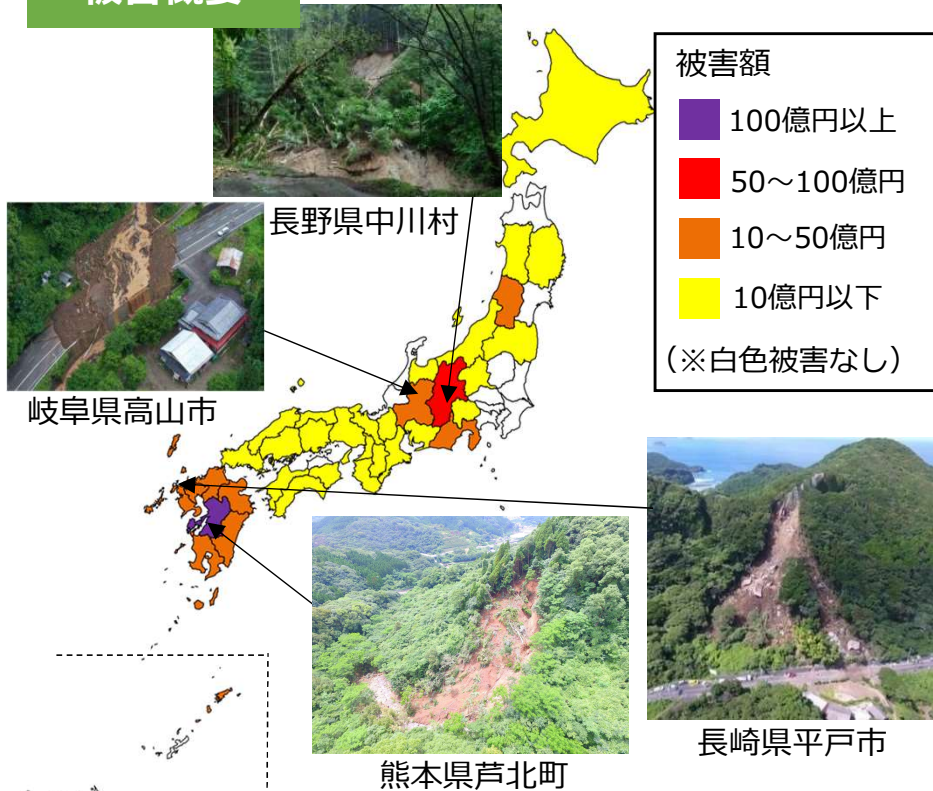 被害概要
長野県中川村
岐阜県高山市
被害額
100億円以上
50～100億円
10～50億円
10億円以下
（※白色被害なし）
長崎県平戸市
熊本県芦北町